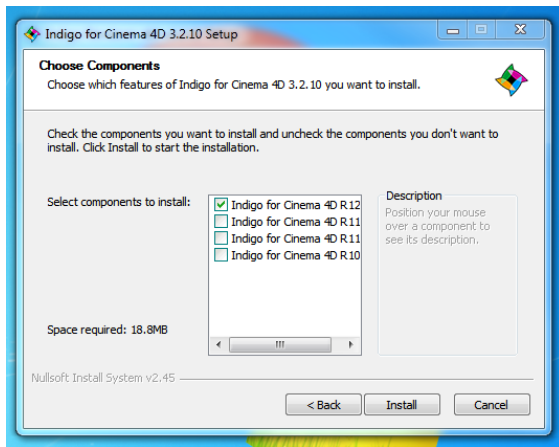 Indigo for Cinema 4D 3.2.10 Setup
Choose Components
Choose which features of Indigo for Cinema 4D 3.2.10 you want to install.
Check the components you want to install and uncheck the components you don't want to
install. Click Install to start the installation.
Select components to install:
Indigo for Cinema 4D R12
Indigo for Cinema 4D R11
Indigo for Cinema 4D R11
Indigo for Cinema 4D R10
Description
Position your mouse
over a component to
see its description.
Space required: 18.8MB
Nullsoft Install System v2.45
< Back
Install
Cancel